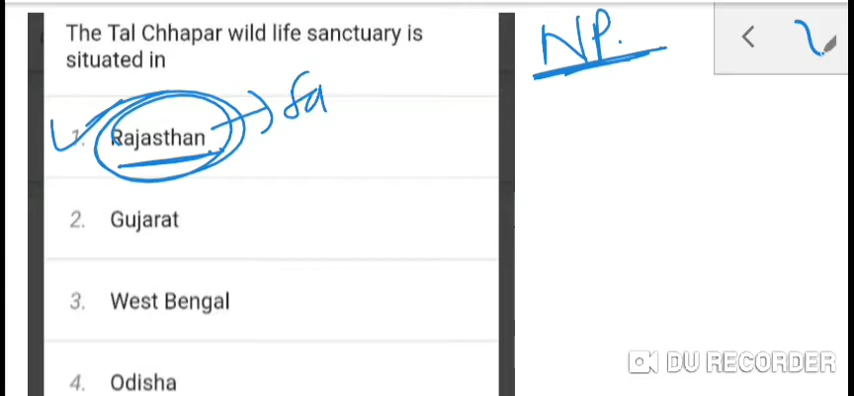 The Tal Chhapar wild life sanctuary is
situated in
1. Rajasthan → Sa
2. Gujarat
3. West Bengal
4. Odisha
NP.
DU RECORDER